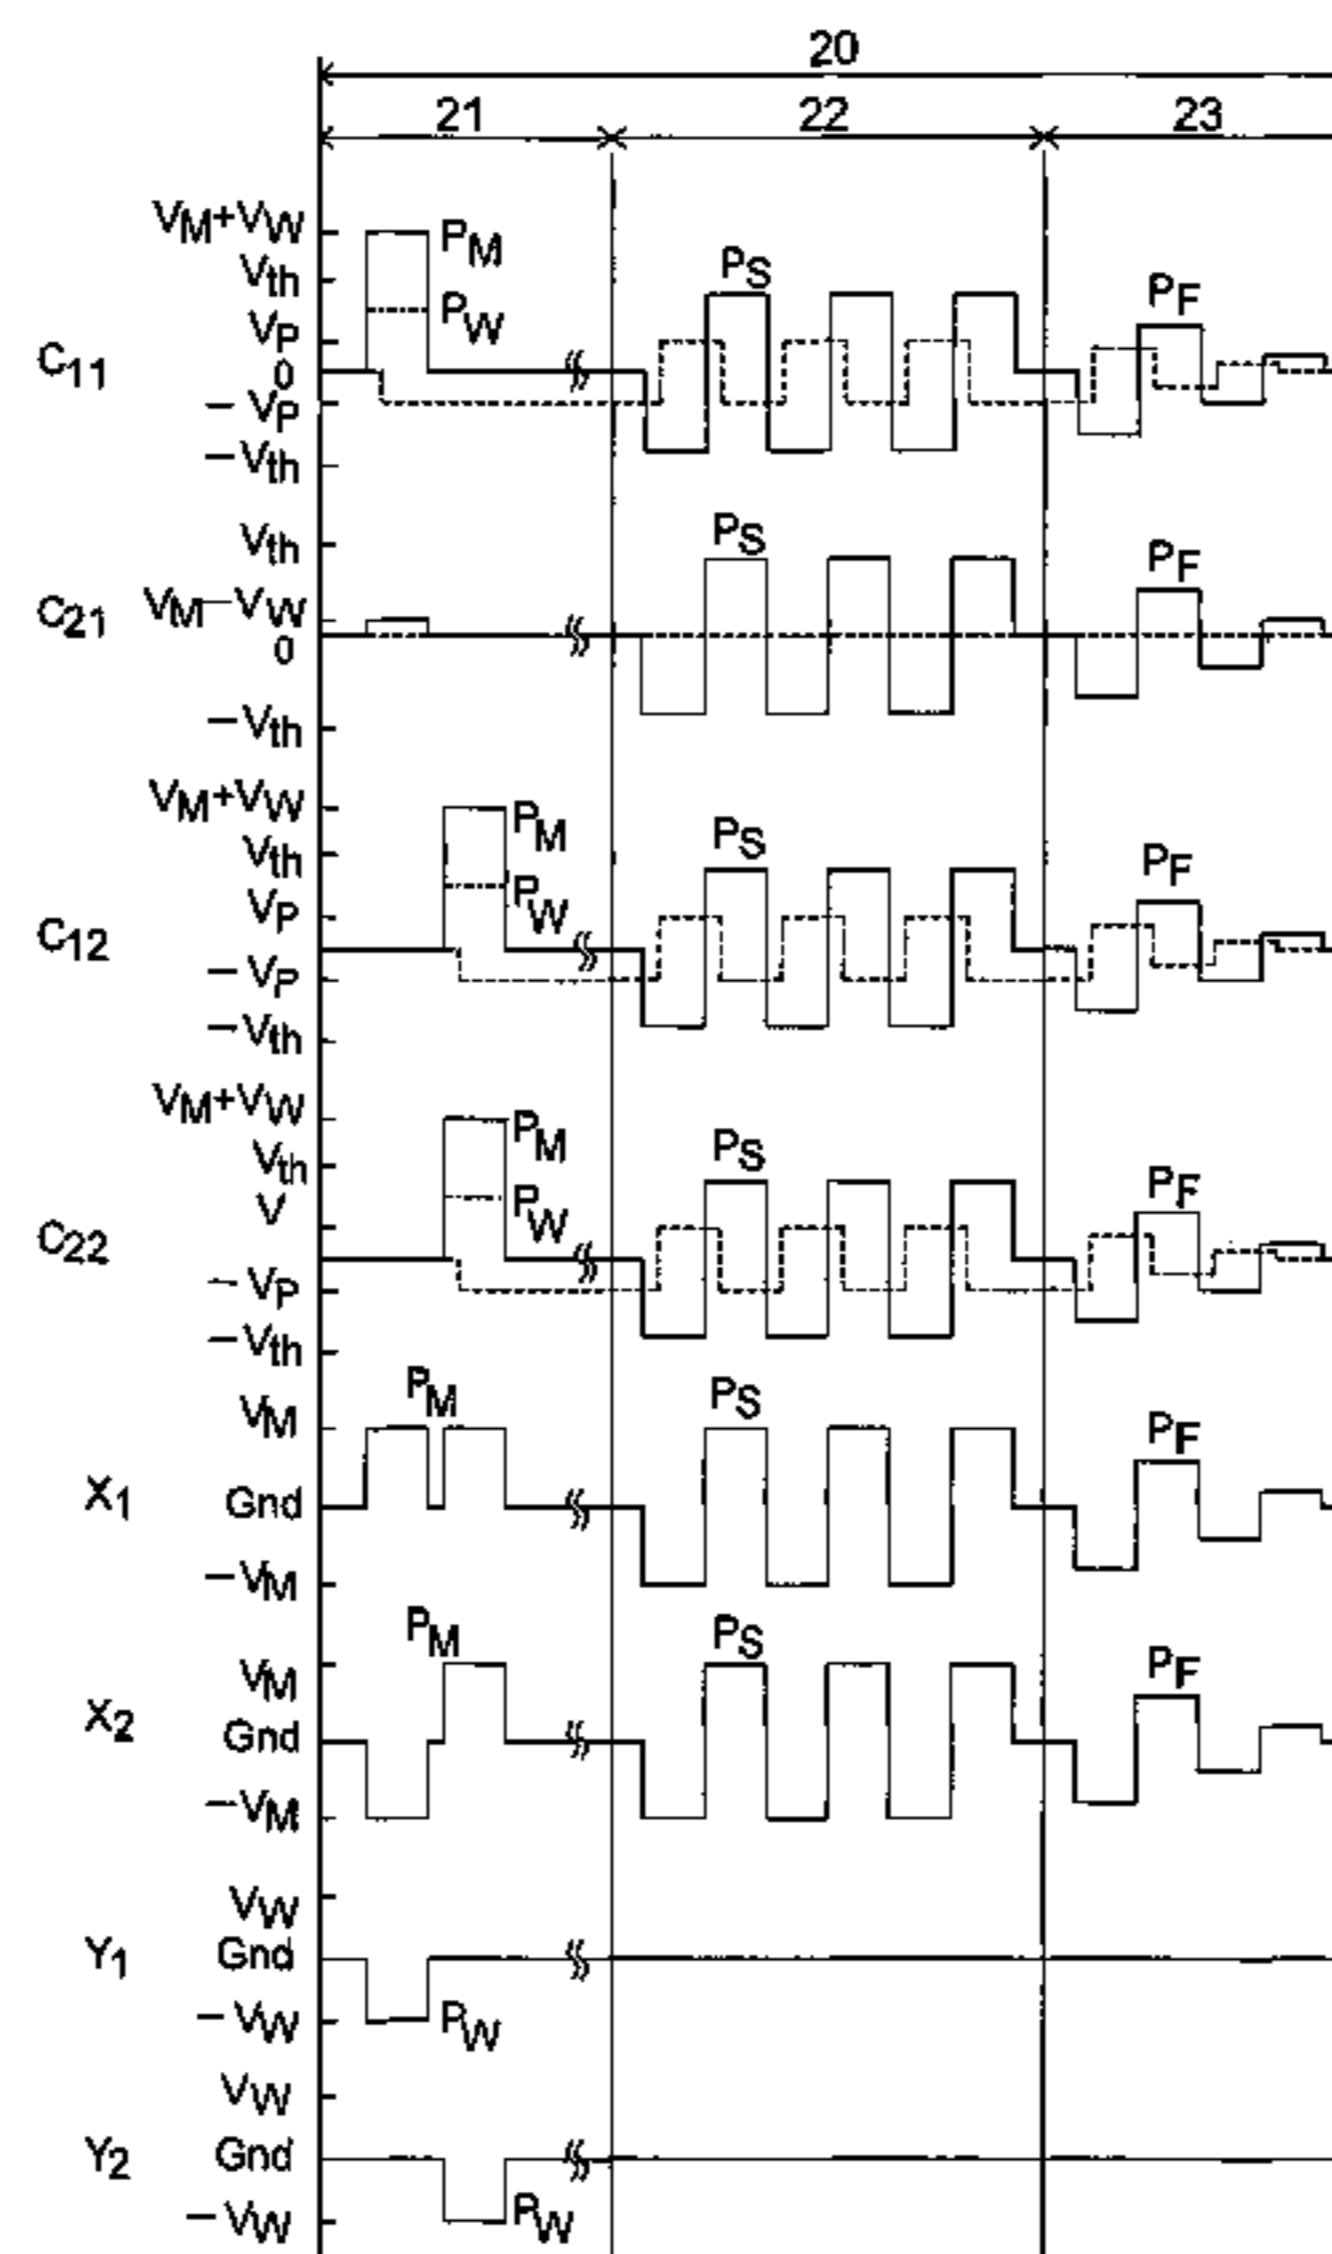 20
21 22 23
VM+VW PM
Vth PS
PW PF
VP
C11 0
−VP
−Vth
Vth PS PF
C21 VM−VW
0
−Vth
VM+VW PM
Vth PS PF
VP PW
C12
−VP
−Vth
VM+VW PM
Vth PS PF
V PW
C22
−VP
−Vth
PM PS
VM PF
X1 Gnd
−VM
PM PS
VM PF
X2 Gnd
−VM
VW
Y1 Gnd
−VW PW
VW
Y2 Gnd
−VW PW